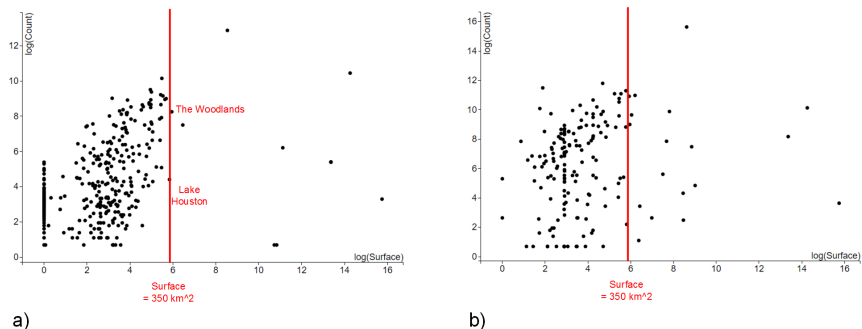 log(Count)
12
10
8
6
4
2
0
0 2 4 6 8 10 12 14 16
log(Surface)
The Woodlands
Lake
Houston
Surface
= 350 km^2
a)
log(Count)
16
14
12
10
8
6
4
2
0
0 2 4 6 8 10 12 14 16
log(Surface)
Surface
= 350 km^2
b)